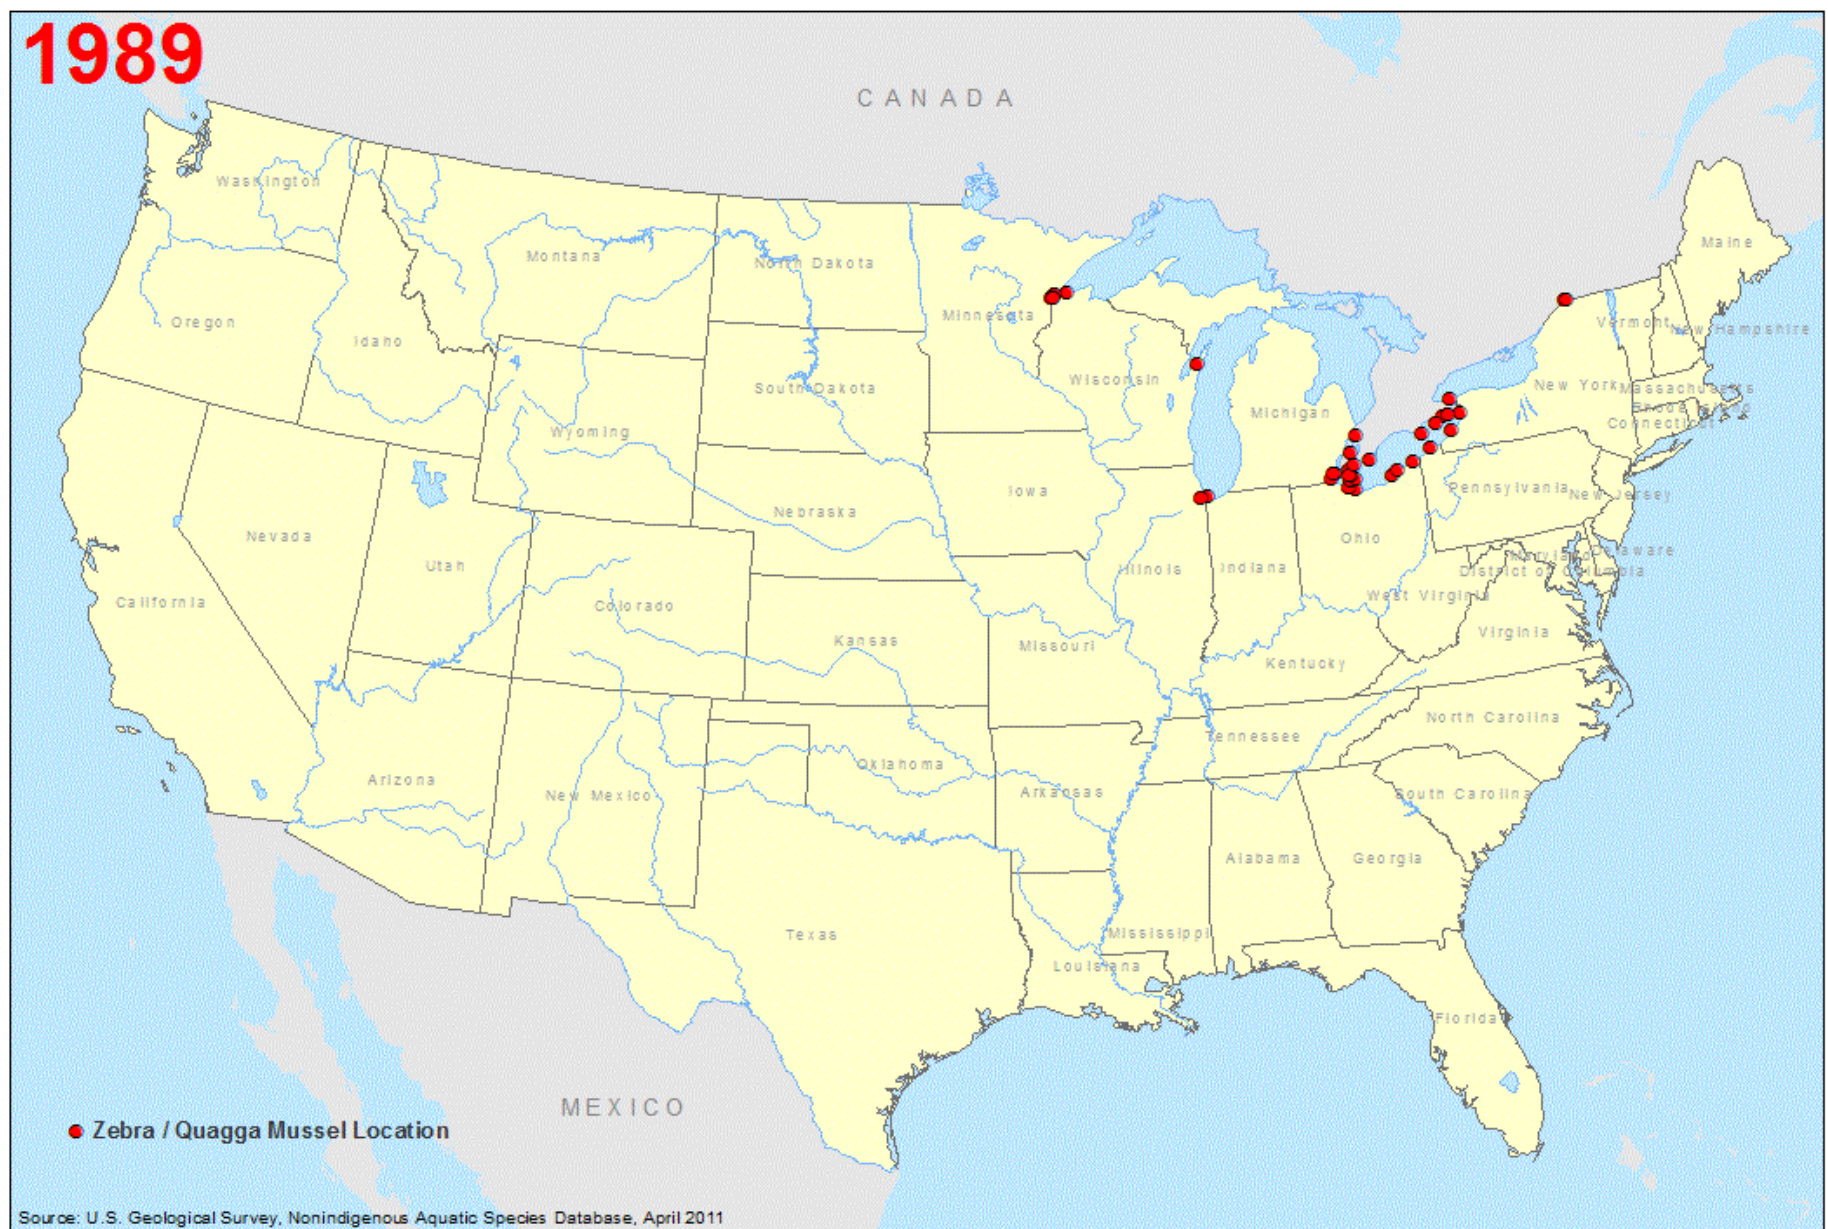 1989
CANADA
Washington
Maine
Montana
North Dakota
Minnesota
Oregon
Vermont
New Hampshire
Idaho
Wisconsin
South Dakota
New York
Massachusetts
Michigan
Rhode Island
Connecticut
Wyoming
Iowa
Pennsylvania
New Jersey
Nebraska
Nevada
Ohio
Maryland
Delaware
Utah
Illinois
Indiana
District of Columbia
California
Colorado
West Virginia
Virginia
Kansas
Missouri
Kentucky
North Carolina
Tennessee
Oklahoma
Arizona
New Mexico
Arkansas
South Carolina
Alabama
Georgia
Texas
Mississippi
Louisiana
Florida
MEXICO
Zebra / Quagga Mussel Location
Source: U.S. Geological Survey, Nonindigenous Aquatic Species Database, April 2011